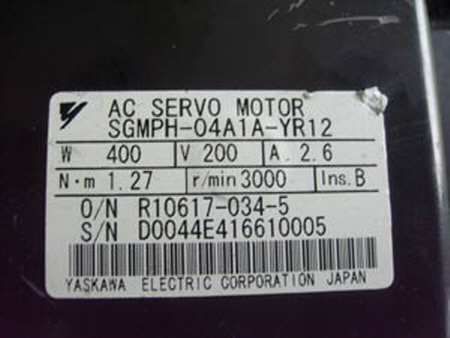 AC SERVO MOTOR
SGMPH-04A1A-YR12
W 400 V 200 A. 2.6
N·m 1.27 r/min 3000 Ins. B
O/N R10617-034-5
S/N D0044E416610005
YASKAWA ELECTRIC CORPORATION JAPAN